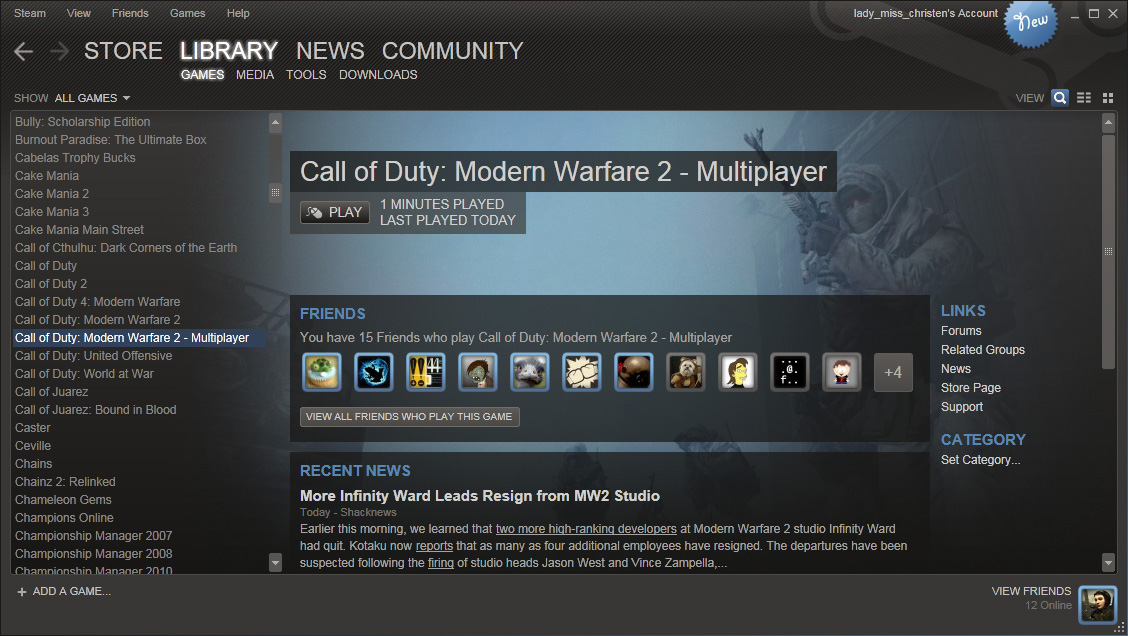 Steam View Friends Games Help
lady_miss_christen's Account
New
STORE LIBRARY NEWS COMMUNITY
GAMES MEDIA TOOLS DOWNLOADS
SHOW ALL GAMES
VIEW
Bully: Scholarship Edition
Burnout Paradise: The Ultimate Box
Cabelas Trophy Bucks
Cake Mania
Cake Mania 2
Cake Mania 3
Cake Mania Main Street
Call of Cthulhu: Dark Corners of the Earth
Call of Duty
Call of Duty 2
Call of Duty 4: Modern Warfare
Call of Duty: Modern Warfare 2
Call of Duty: Modern Warfare 2 - Multiplayer
Call of Duty: United Offensive
Call of Duty: World at War
Call of Juarez
Call of Juarez: Bound in Blood
Caster
Ceville
Chains
Chainz 2: Relinked
Chameleon Gems
Champions Online
Championship Manager 2007
Championship Manager 2008
Championship Manager 2010
Call of Duty: Modern Warfare 2 - Multiplayer
PLAY
1 MINUTES PLAYED
LAST PLAYED TODAY
FRIENDS
You have 15 Friends who play Call of Duty: Modern Warfare 2 - Multiplayer
44
...
.@.
f..
+4
VIEW ALL FRIENDS WHO PLAY THIS GAME
RECENT NEWS
More Infinity Ward Leads Resign from MW2 Studio
Today - Shacknews
Earlier this morning, we learned that two more high-ranking developers at Modern Warfare 2 studio Infinity Ward
had quit. Kotaku now reports that as many as four additional employees have resigned. The departures have been
suspected following the firing of studio heads Jason West and Vince Zampella,...
LINKS
Forums
Related Groups
News
Store Page
Support
CATEGORY
Set Category...
+ ADD A GAME...
VIEW FRIENDS
12 Online